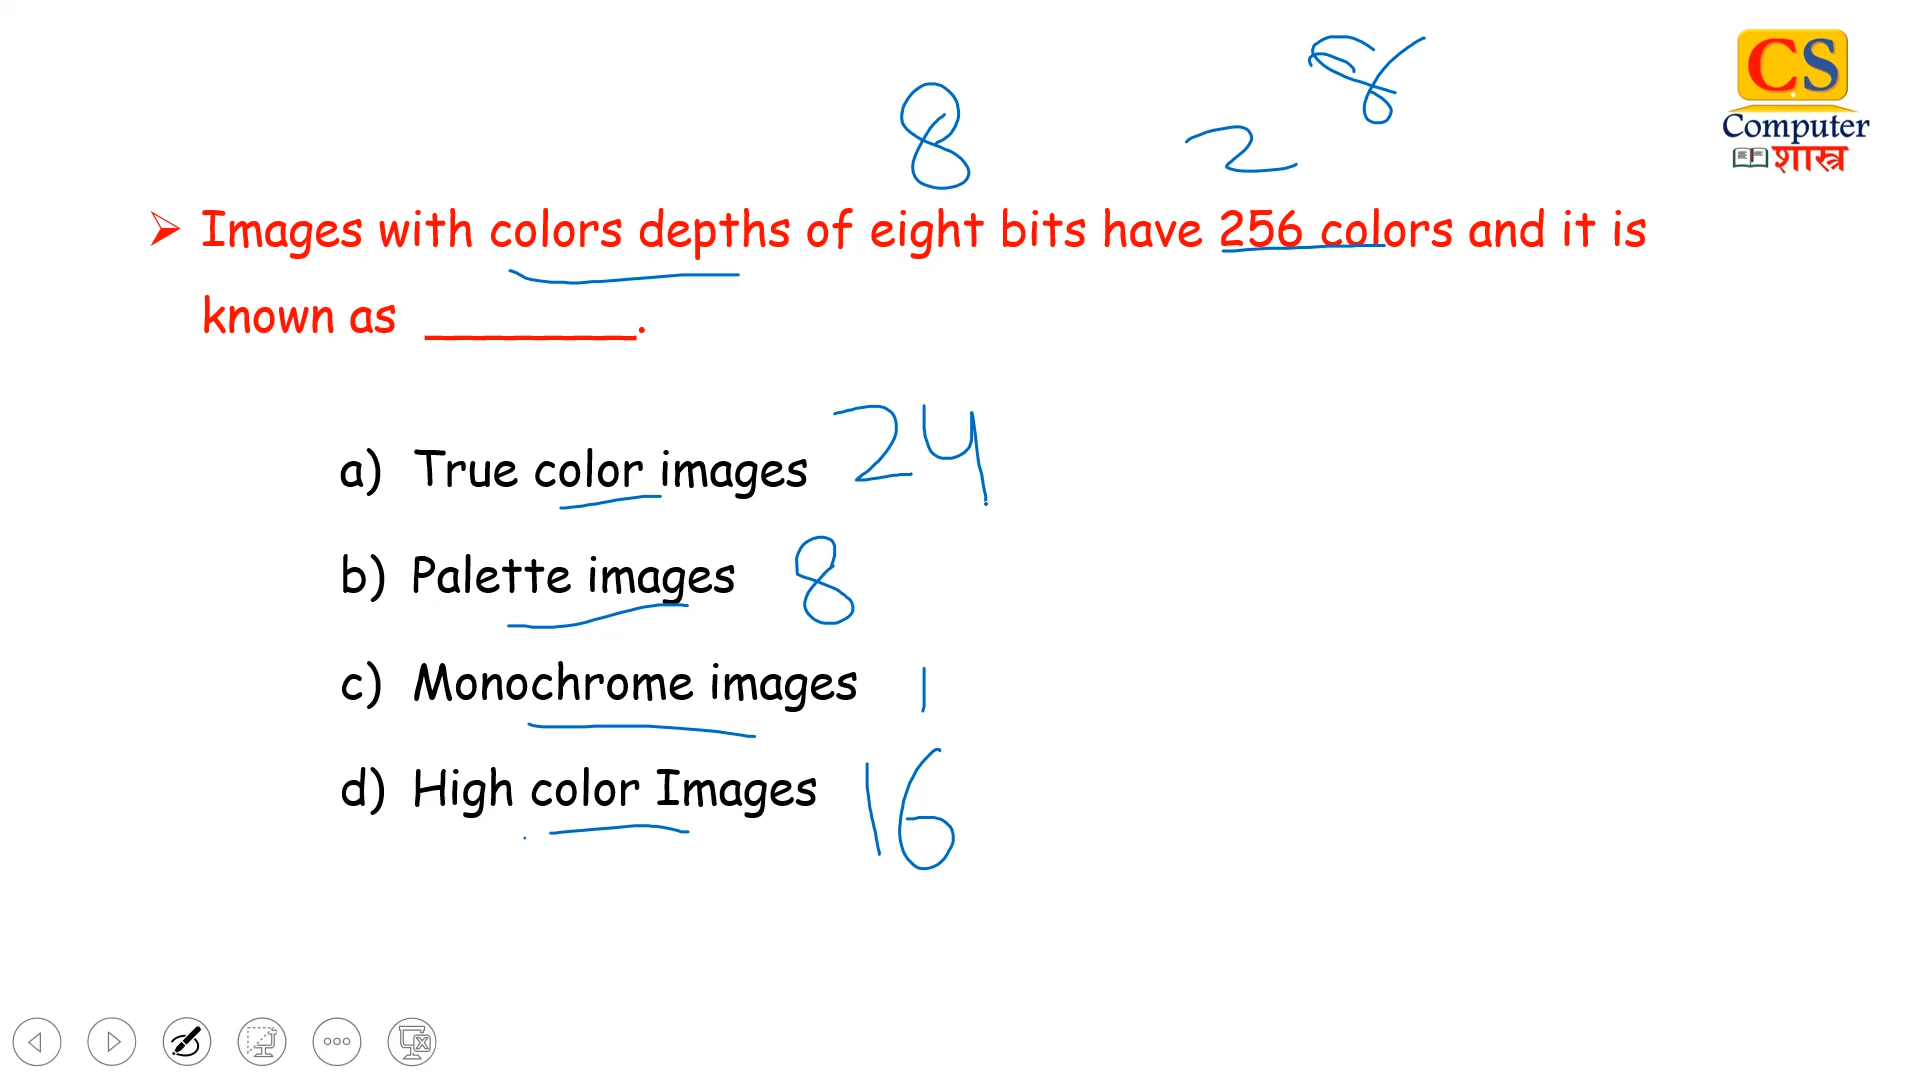 8 2 8
CS
Computer
शास्त्र
➢ Images with colors depths of eight bits have 256 colors and it is
known as ________.
a) True color images 24
b) Palette images 8
c) Monochrome images 1
d) High color Images 16